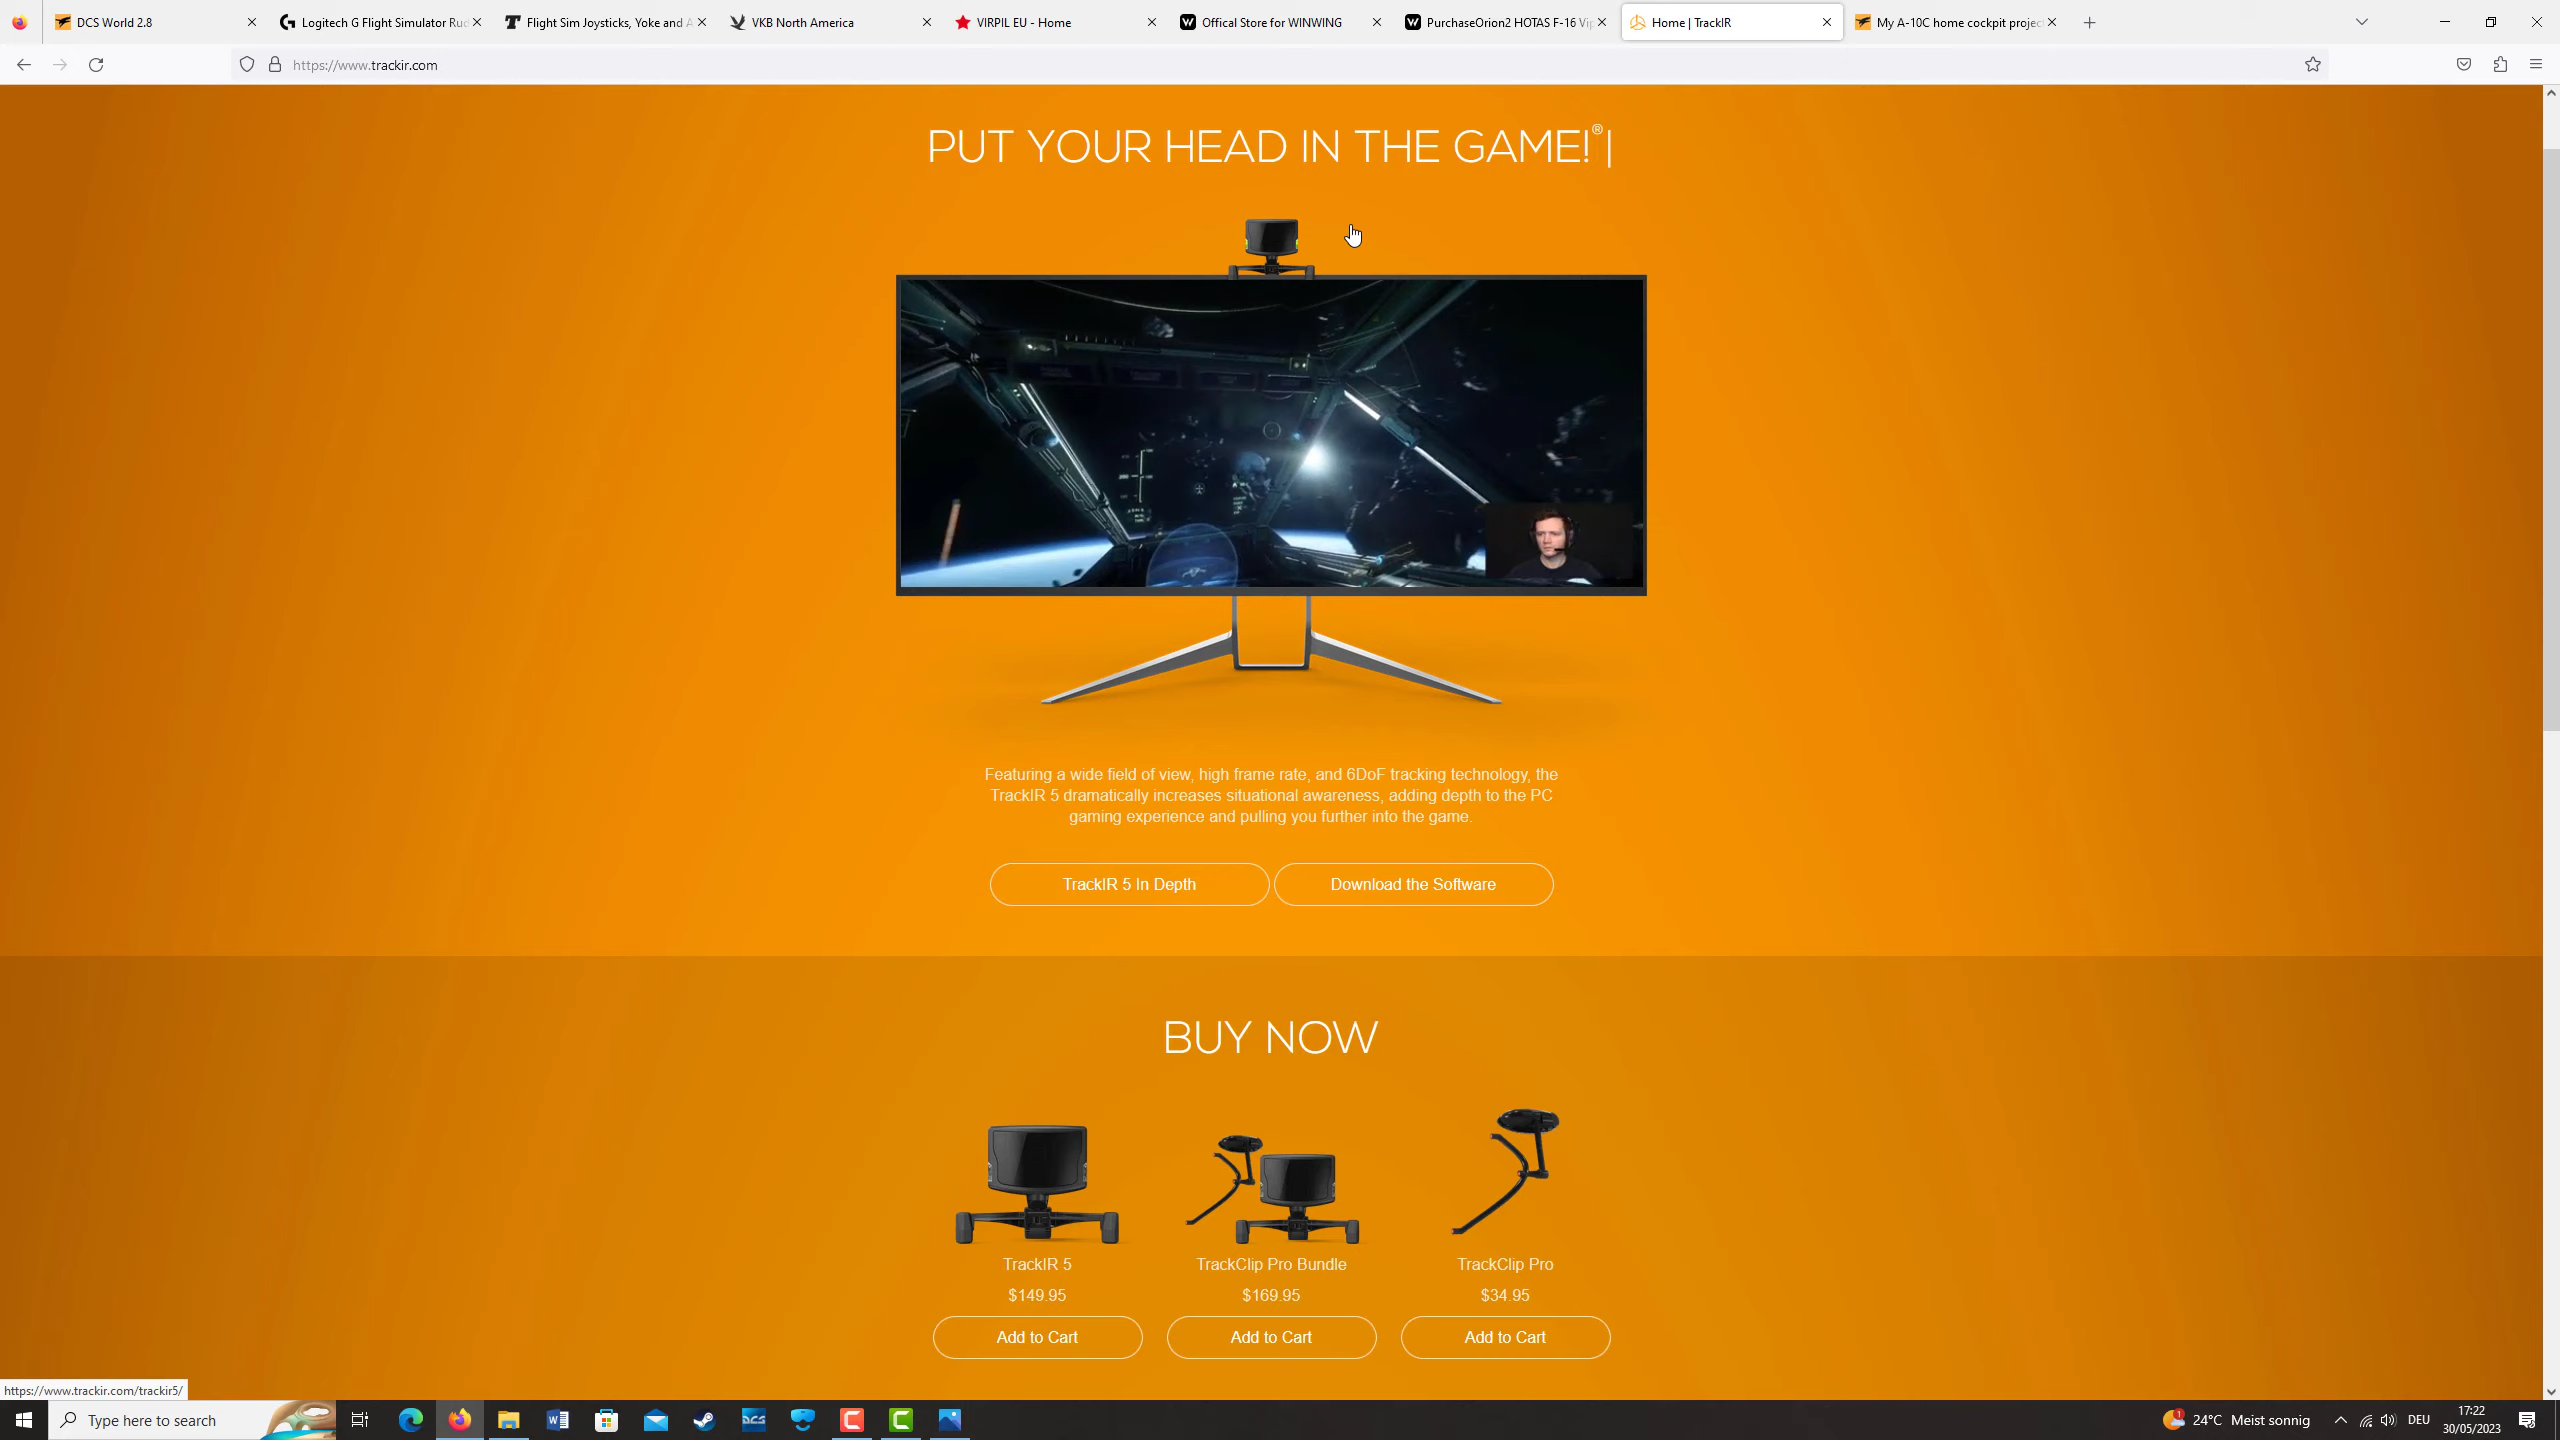 DCS World 2.8
Logitech G Flight Simulator Rud
Flight Sim Joysticks, Yoke and A
VKB North America
VIRPIL EU - Home
Offical Store for WINWING
PurchaseOrion2 HOTAS F-16 Vip
Home | TrackIR
My A-10C home cockpit project
https://www.trackir.com
PUT YOUR HEAD IN THE GAME!®|
Featuring a wide field of view, high frame rate, and 6DoF tracking technology, the
TrackIR 5 dramatically increases situational awareness, adding depth to the PC
gaming experience and pulling you further into the game.
TrackIR 5 In Depth
Download the Software
BUY NOW
TrackIR 5
TrackClip Pro Bundle
TrackClip Pro
$149.95
$169.95
$34.95
Add to Cart
Add to Cart
Add to Cart
https://www.trackir.com/trackir5/
Type here to search
DCS
1
24°C Meist sonnig
DEU
17:22
30/05/2023